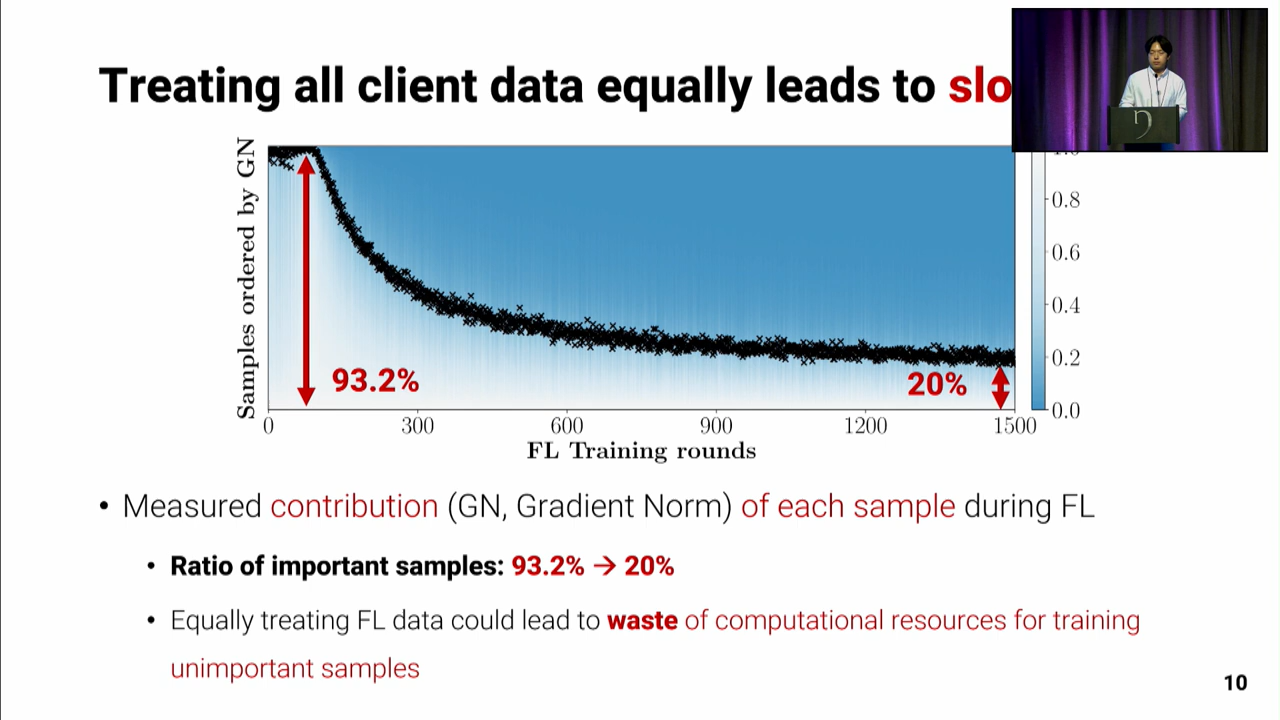 Treating all client data equally leads to slo
Samples ordered by GN
93.2%
20%
0.8
0.6
0.4
0.2
0.0
0 300 600 900 1200 1500
FL Training rounds
• Measured contribution (GN, Gradient Norm) of each sample during FL
• Ratio of important samples: 93.2% → 20%
• Equally treating FL data could lead to waste of computational resources for training
unimportant samples
10